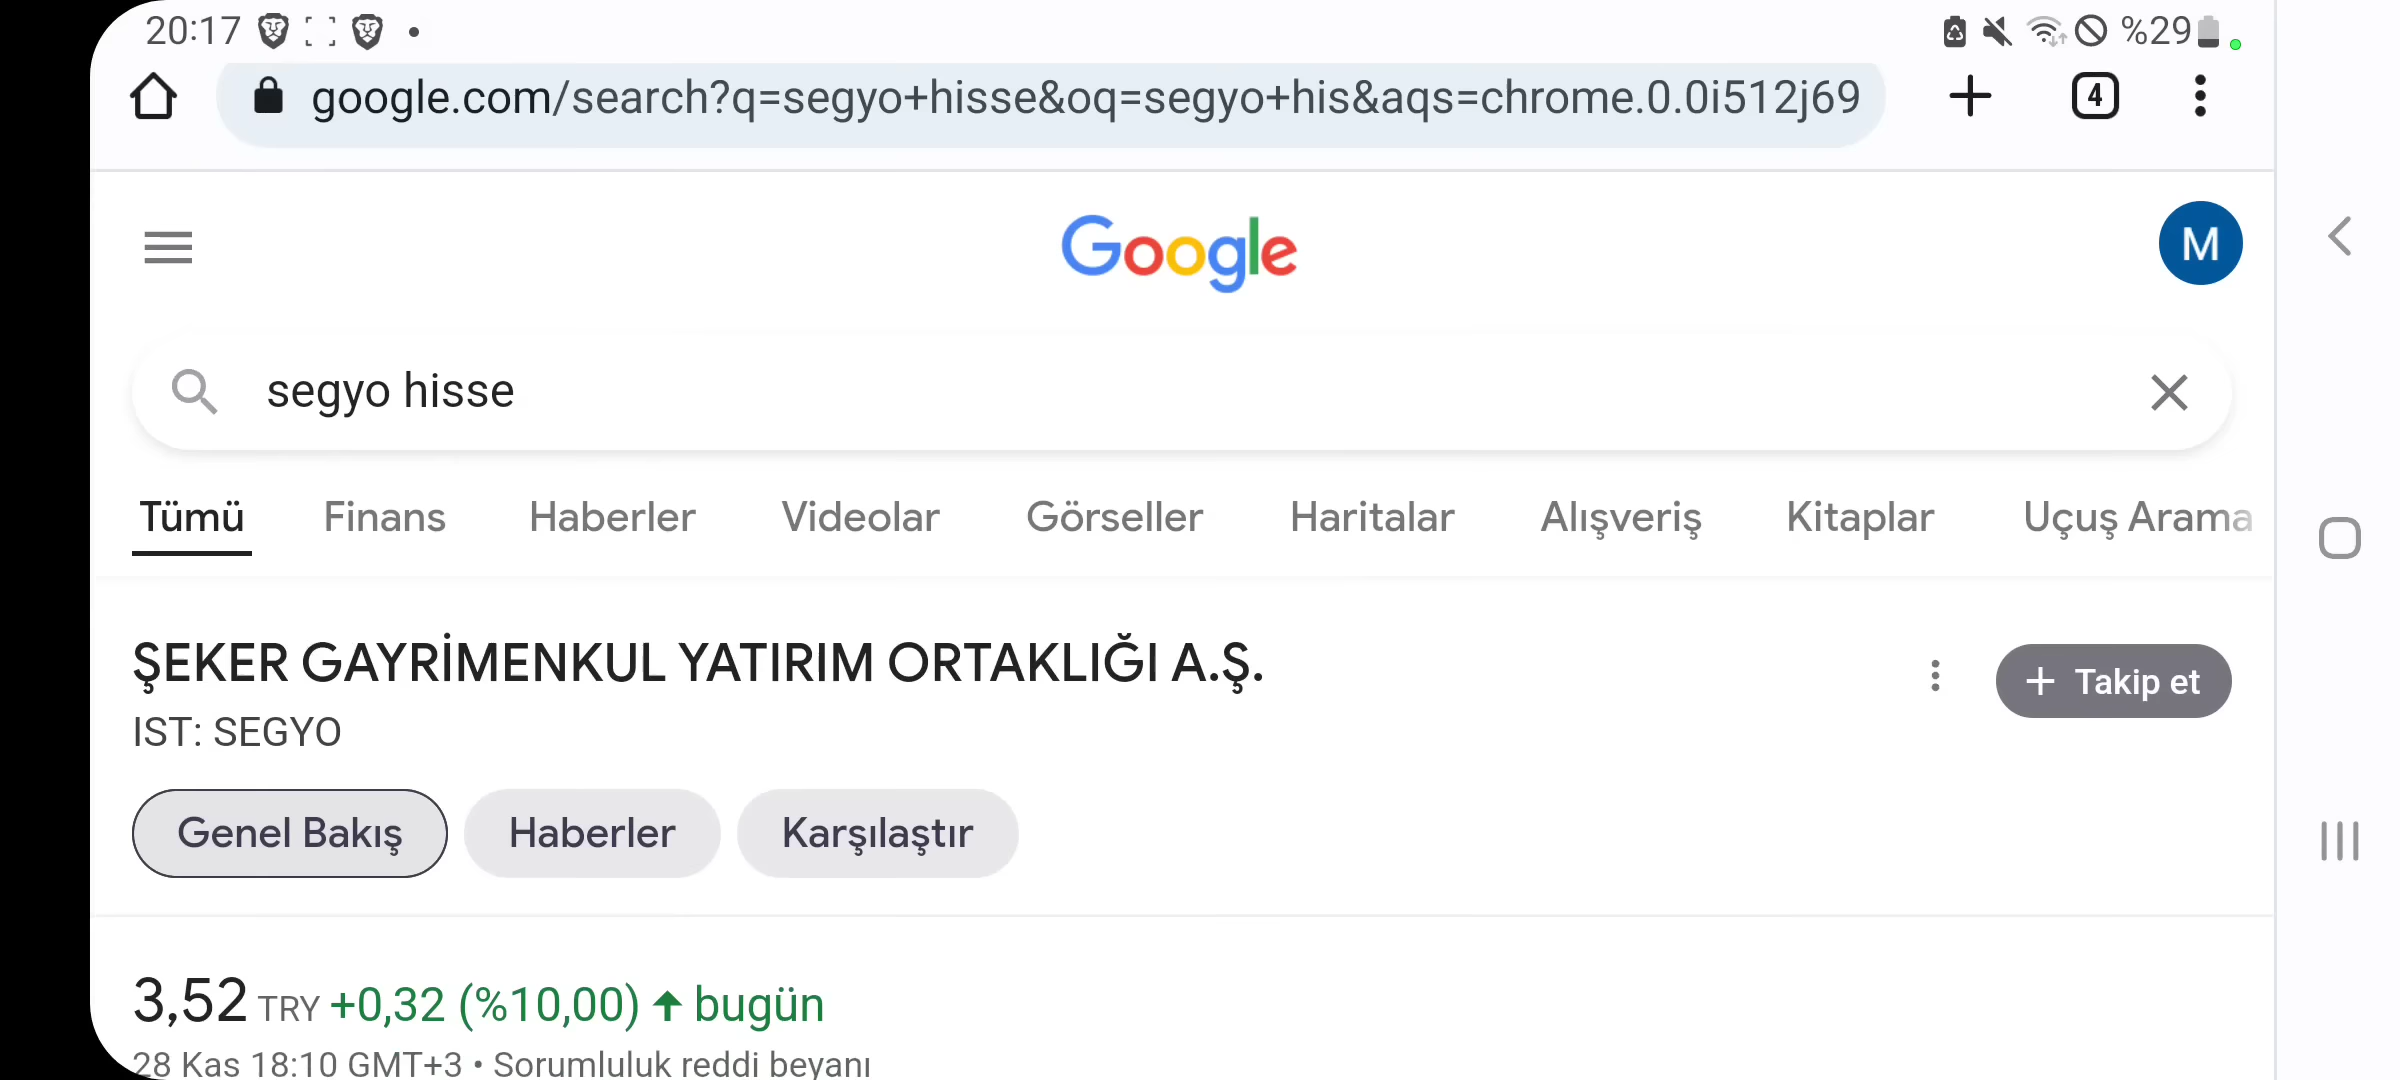 20:17 %29
google.com/search?q=segyo+hisse&oq=segyo+his&aqs=chrome.0.0i512j69 4
Google M
segyo hisse
Tümü Finans Haberler Videolar Görseller Haritalar Alışveriş Kitaplar Uçuş Arama
ŞEKER GAYRİMENKUL YATIRIM ORTAKLIĞI A.Ş.
+ Takip et
IST: SEGYO
Genel Bakış Haberler Karşılaştır
3,52 TRY +0,32 (%10,00) ↑ bugün
28 Kas 18:10 GMT+3 • Sorumluluk reddi beyanı